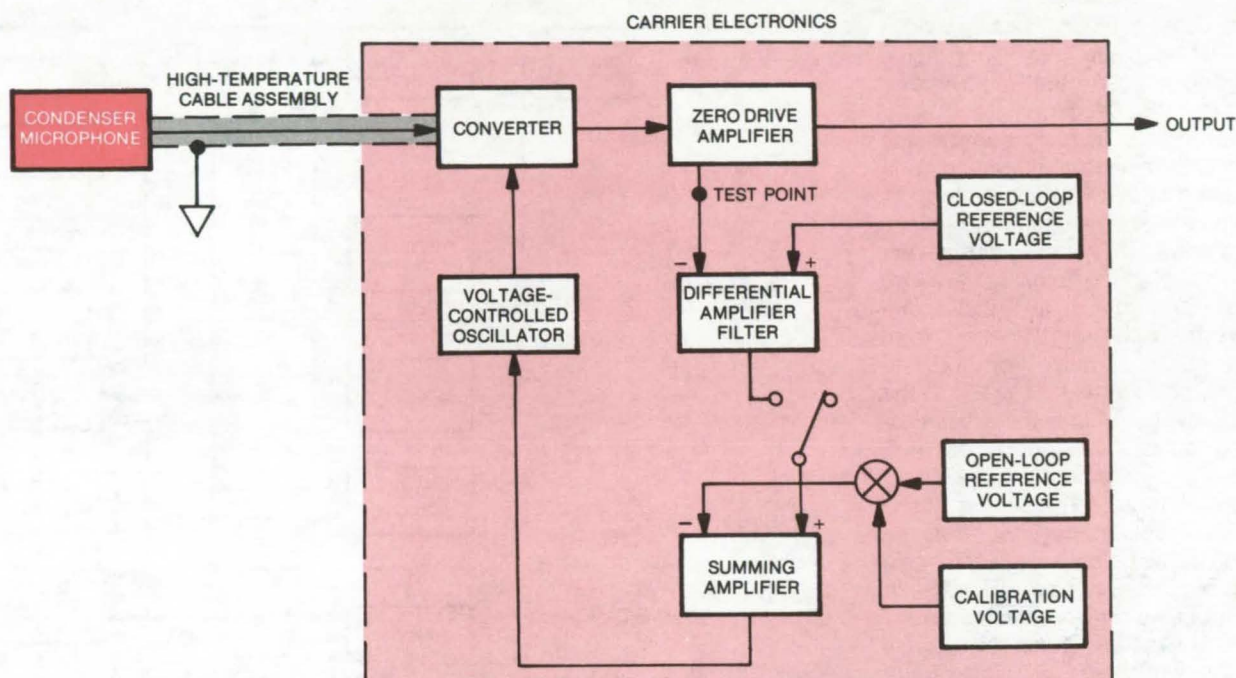 CARRIER ELECTRONICS
HIGH-TEMPERATURE
CABLE ASSEMBLY
CONDENSER
MICROPHONE
CONVERTER
ZERO DRIVE
AMPLIFIER
OUTPUT
TEST POINT
CLOSED-LOOP
REFERENCE
VOLTAGE
− +
VOLTAGE-
CONTROLLED
OSCILLATOR
DIFFERENTIAL
AMPLIFIER
FILTER
OPEN-LOOP
REFERENCE
VOLTAGE
− +
SUMMING
AMPLIFIER
CALIBRATION
VOLTAGE